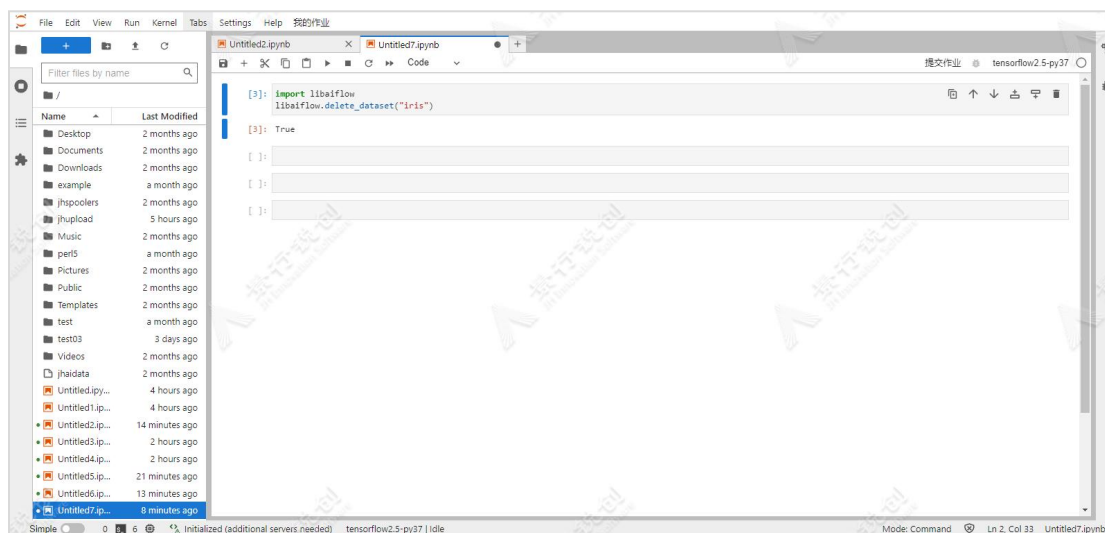 File Edit View Run Kernel Tabs Settings Help 我的作业
Untitled2.ipynb
Untitled7.ipynb
Filter files by name
Code
提交作业 tensorflow2.5-py37
/
Name Last Modified
Desktop 2 months ago
Documents 2 months ago
Downloads 2 months ago
example a month ago
jhspoolers 2 months ago
jhupload 5 hours ago
Music 2 months ago
perl5 a month ago
Pictures 2 months ago
Public 2 months ago
Templates 2 months ago
test a month ago
test03 3 days ago
Videos 2 months ago
jhaidata 2 months ago
Untitled.ipy... 4 hours ago
Untitled1.ip... 4 hours ago
Untitled2.ip... 14 minutes ago
Untitled3.ip... 2 hours ago
Untitled4.ip... 2 hours ago
Untitled5.ip... 21 minutes ago
Untitled6.ip... 13 minutes ago
Untitled7.ip... 8 minutes ago
[3]: import libaiflow
libaiflow.delete_dataset("iris")
[3]: True
[ ]:
[ ]:
[ ]:
Simple 0 6 Initialized (additional servers needed) tensorflow2.5-py37 | Idle Mode: Command Ln 2, Col 33 Untitled7.ipynb